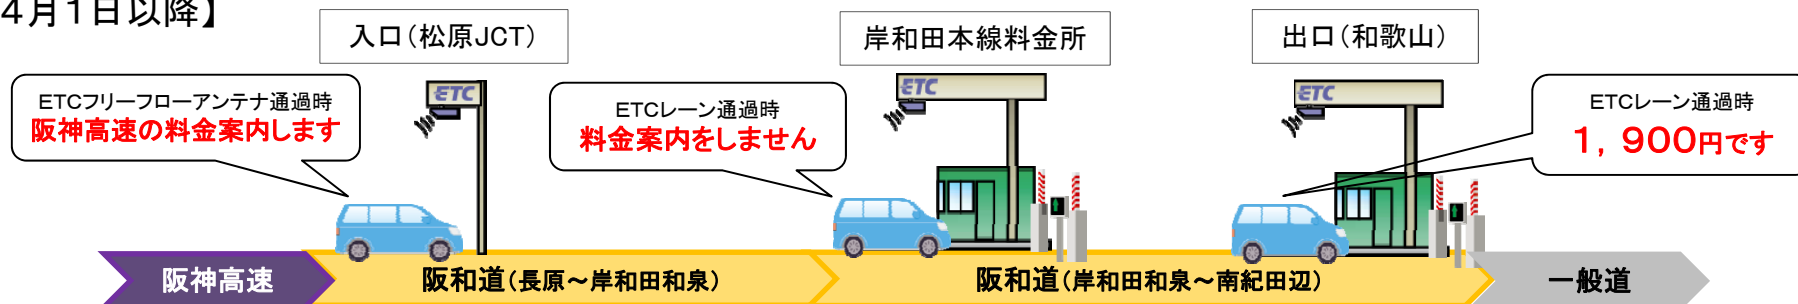 4月1日以降】
入口（松原JCT）
岸和田本線料金所
出口（和歌山）
ETCフリーフローアンテナ通過時
阪神高速の料金案内します
ETC
ETCレーン通過時
料金案内をしません
ETC
ETC
ETCレーン通過時
１，９００円です
阪神高速
阪和道（長原～岸和田和泉）
阪和道（岸和田和泉～南紀田辺）
一般道